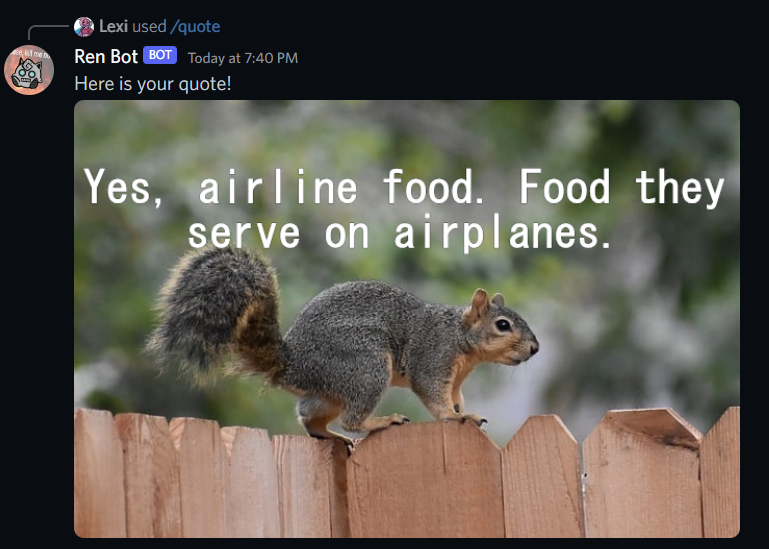 Lexi used /quote
Ren Bot BOT Today at 7:40 PM
Here is your quote!
Yes, airline food. Food they
serve on airplanes.